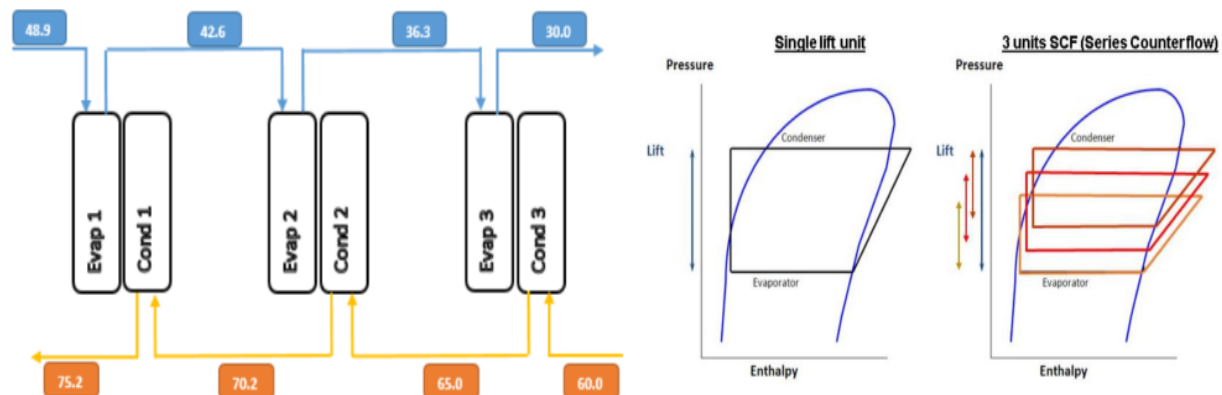 48.9
42.6
36.3
30.0
Evap 1
Cond 1
Evap 2
Cond 2
Evap 3
Cond 3
75.2
70.2
65.0
60.0
Single lift unit
Pressure
Condenser
Lift
Evaporator
Enthalpy
3 units SCF (Series Counterflow)
Pressure
Condenser
Lift
Evaporator
Enthalpy